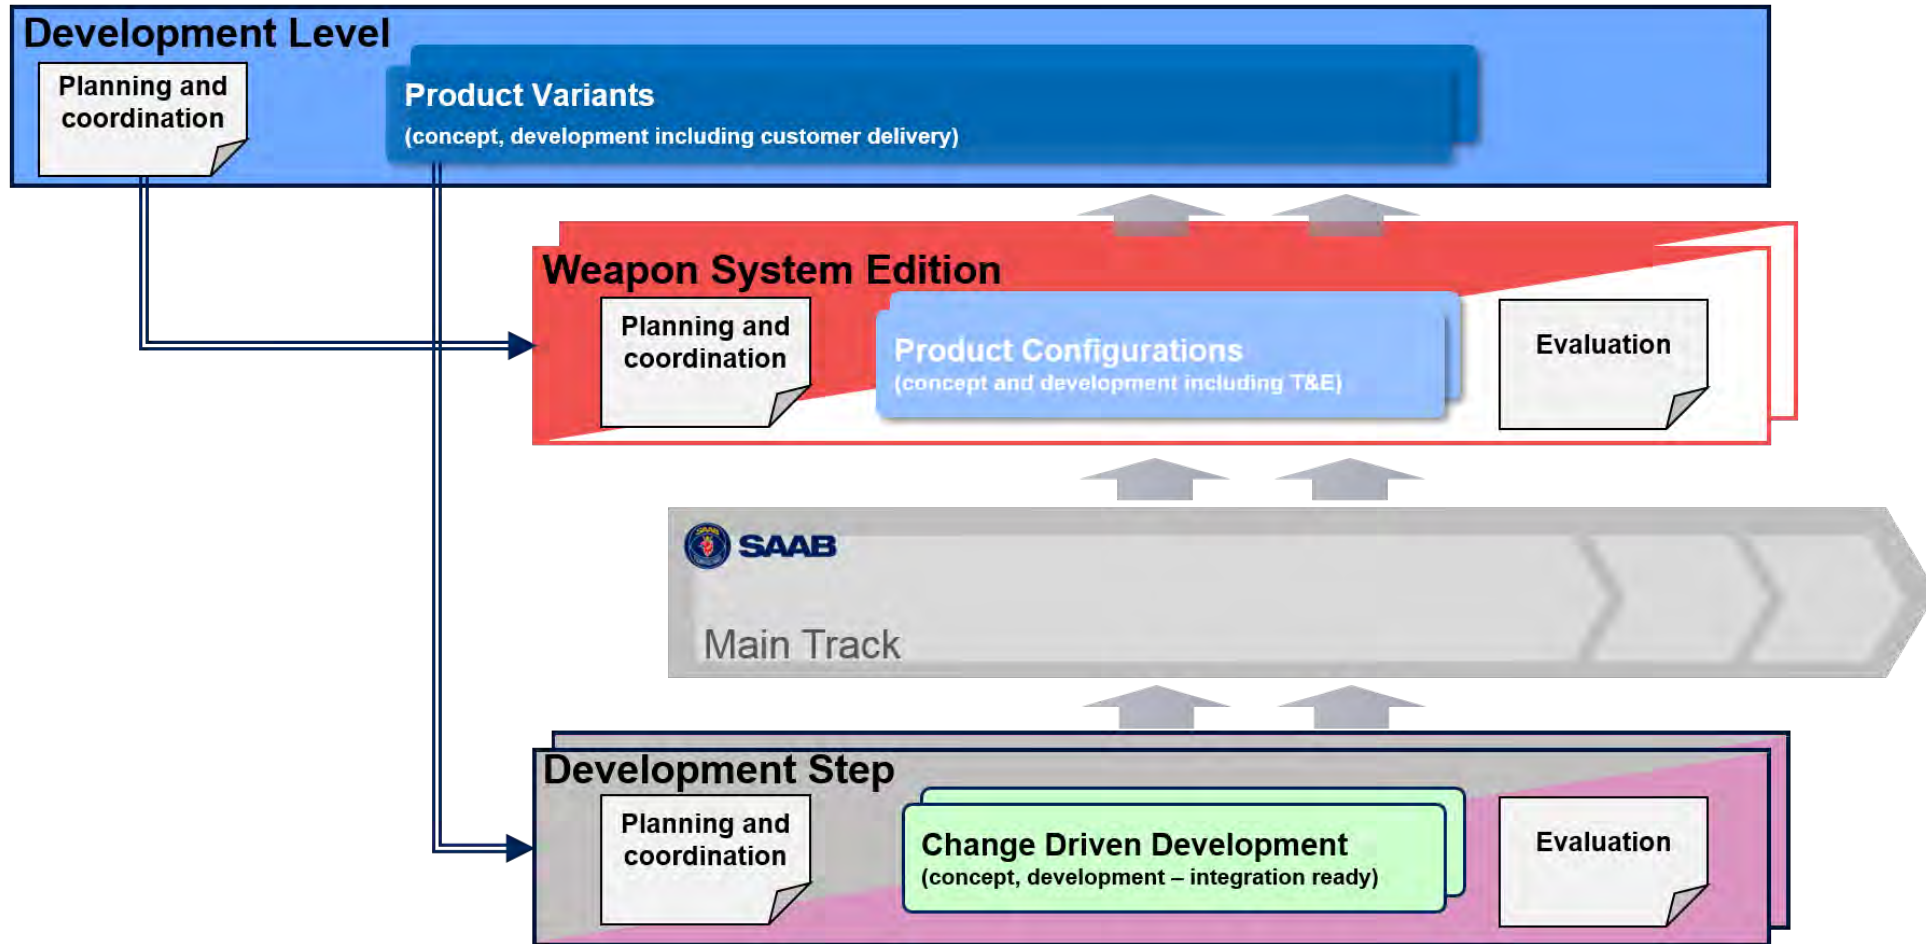 Development Level
Planning and
coordination
Product Variants
(concept, development including customer delivery)
Weapon System Edition
Planning and
coordination
Product Configurations
(concept and development including T&E)
Evaluation
SAAB
SAAB
Main Track
Development Step
Planning and
coordination
Change Driven Development
(concept, development – integration ready)
Evaluation